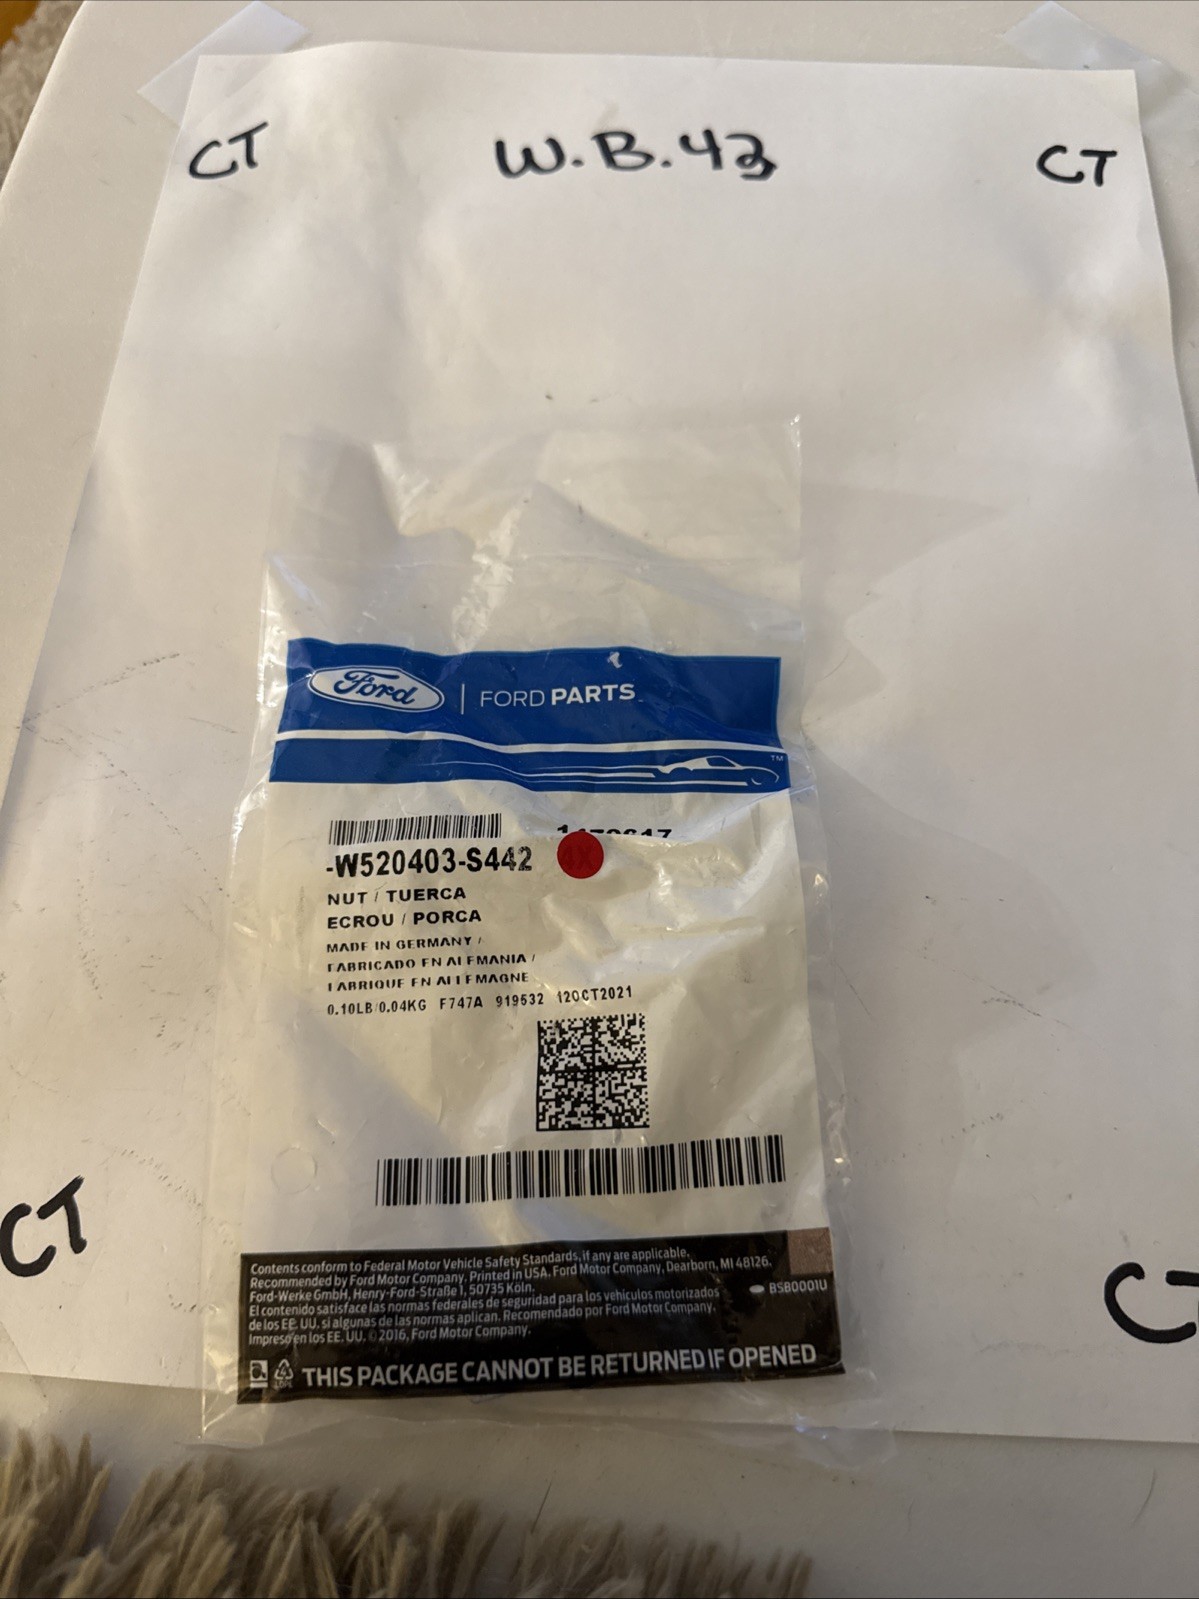 CT W.B.43 CT
Ford | FORD PARTS
TM
-W520403-S442 4X
NUT / TUERCA
ECROU / PORCA
MADE IN GERMANY /
FABRICADO EN ALEMANIA /
FABRIQUE EN ALLEMAGNE
0.10LB/0.04KG F747A 919532 12OCT2021
CT
Contents conform to Federal Motor Vehicle Safety Standards, if any are applicable.
Recommended by Ford Motor Company. Printed in USA. Ford Motor Company, Dearborn, MI 48126.
Ford-Werke GmbH, Henry-Ford-Straße 1, 50735 Köln.
El contenido satisface las normas federales de seguridad para los vehículos motorizados
de los EE. UU. si algunas de las normas aplican. Recomendado por Ford Motor Company.
Impreso en los EE. UU. ©2016, Ford Motor Company.
BSB0001U
CT
THIS PACKAGE CANNOT BE RETURNED IF OPENED